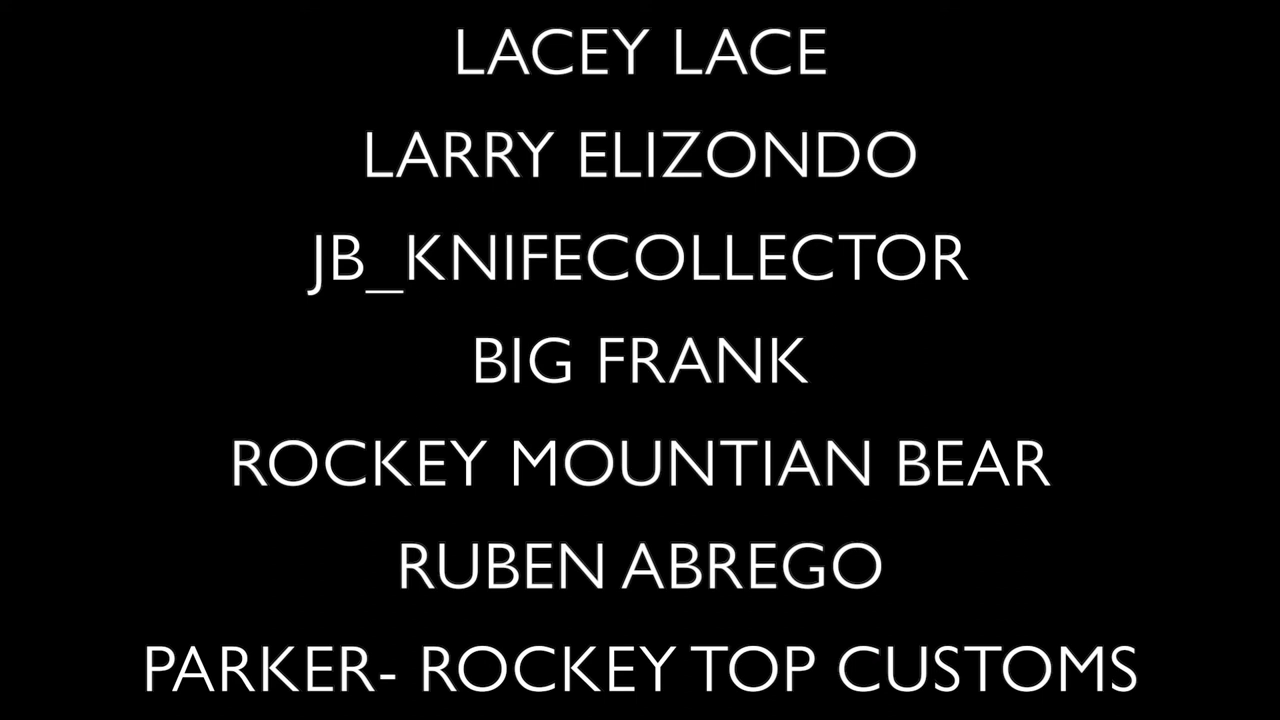 LACEY LACE
LARRY ELIZONDO
JB_KNIFECOLLECTOR
BIG FRANK
ROCKEY MOUNTIAN BEAR
RUBEN ABREGO
PARKER- ROCKEY TOP CUSTOMS